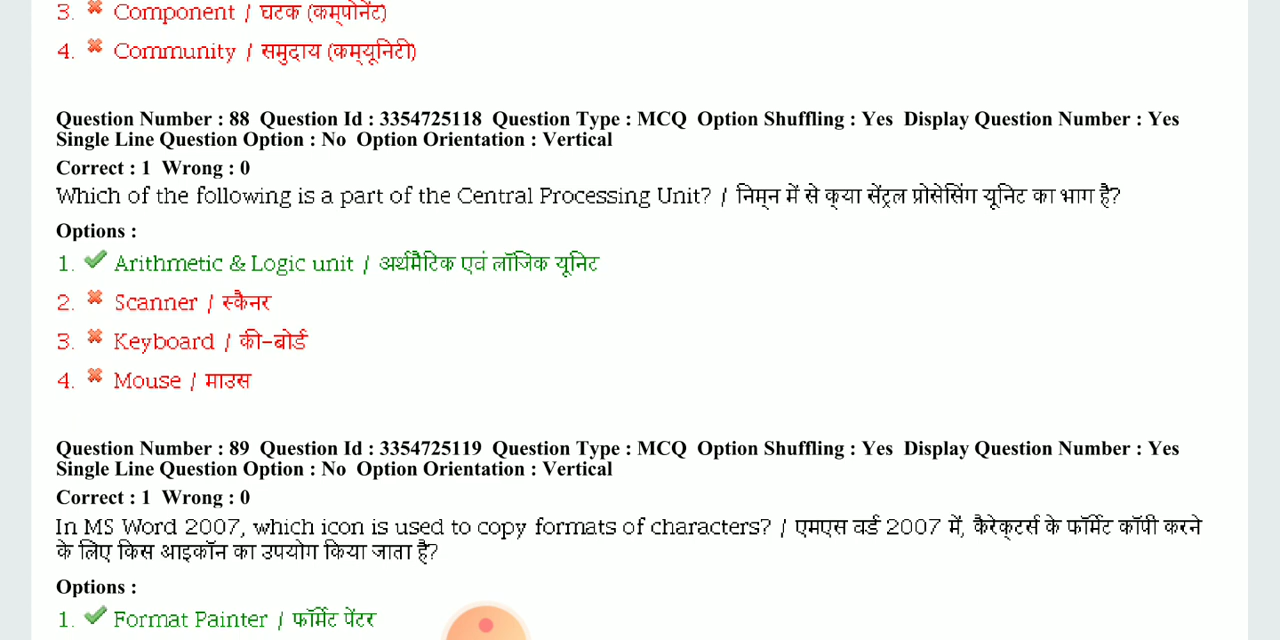 3. Component / घटक (कम्पोनेंट)
4. Community / समुदाय (कम्यूनिटी)
Question Number : 88 Question Id : 3354725118 Question Type : MCQ Option Shuffling : Yes Display Question Number : Yes
Single Line Question Option : No Option Orientation : Vertical
Correct : 1 Wrong : 0
Which of the following is a part of the Central Processing Unit? / निम्न में से क्या सेंट्रल प्रोसेसिंग यूनिट का भाग है?
Options :
1. Arithmetic & Logic unit / अर्थमैटिक एवं लॉजिक यूनिट
2. Scanner / स्कैनर
3. Keyboard / की-बोर्ड
4. Mouse / माउस
Question Number : 89 Question Id : 3354725119 Question Type : MCQ Option Shuffling : Yes Display Question Number : Yes
Single Line Question Option : No Option Orientation : Vertical
Correct : 1 Wrong : 0
In MS Word 2007, which icon is used to copy formats of characters? / एमएस वर्ड 2007 में, कैरेक्टर्स के फॉर्मेट कॉपी करने
के लिए किस आइकॉन का उपयोग किया जाता है?
Options :
1. Format Painter / फॉर्मेट पेंटर